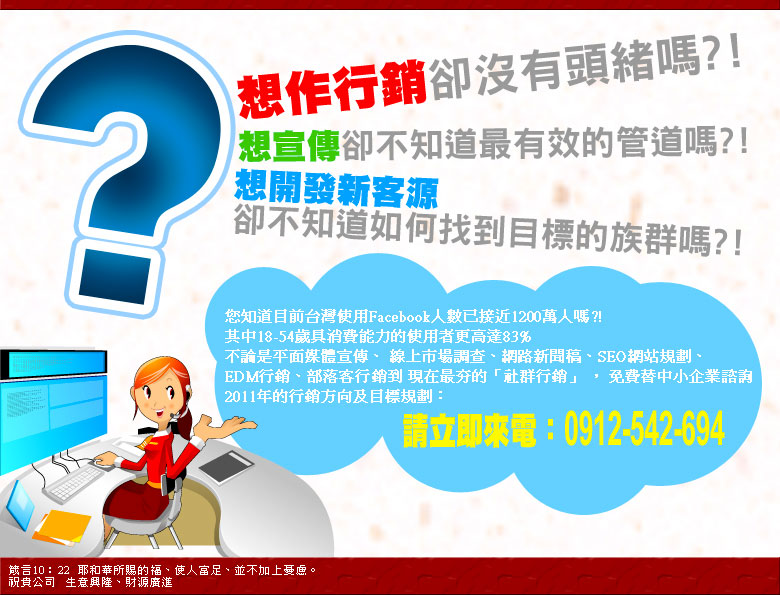 ?
想作行銷卻沒有頭緒嗎?!
想宣傳卻不知道最有效的管道嗎?!
想開發新客源
卻不知道如何找到目標的族群嗎?!
您知道目前台灣使用Facebook人數已接近1200萬人嗎?!
其中18-54歲具消費能力的使用者更高達83%
不論是平面媒體宣傳、線上市場調查、網路新聞稿、SEO網站規劃、
EDM行銷、部落客行銷到 現在最夯的「社群行銷」 ， 免費替中小企業諮詢
2011年的行銷方向及目標規劃：
請立即來電：0912-542-694
箴言10：22 耶和華所賜的福、使人富足、並不加上憂慮。
祝貴公司 生意興隆、財源廣進